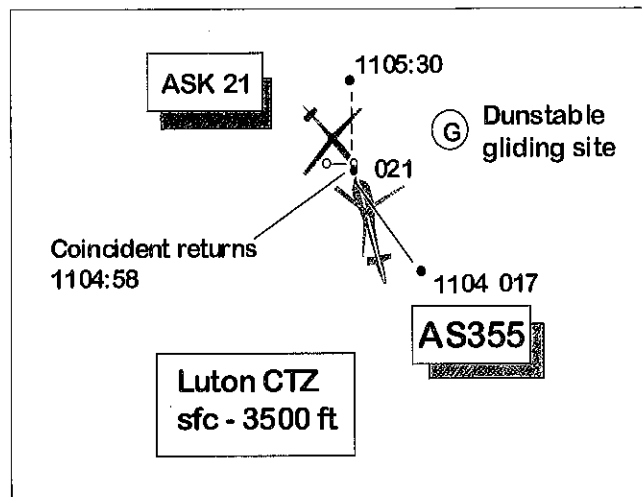 ASK 21
1105:30
G
Dunstable
gliding site
021
Coincident returns
1104:58
1104 017
AS355
Luton CTZ
sfc - 3500 ft